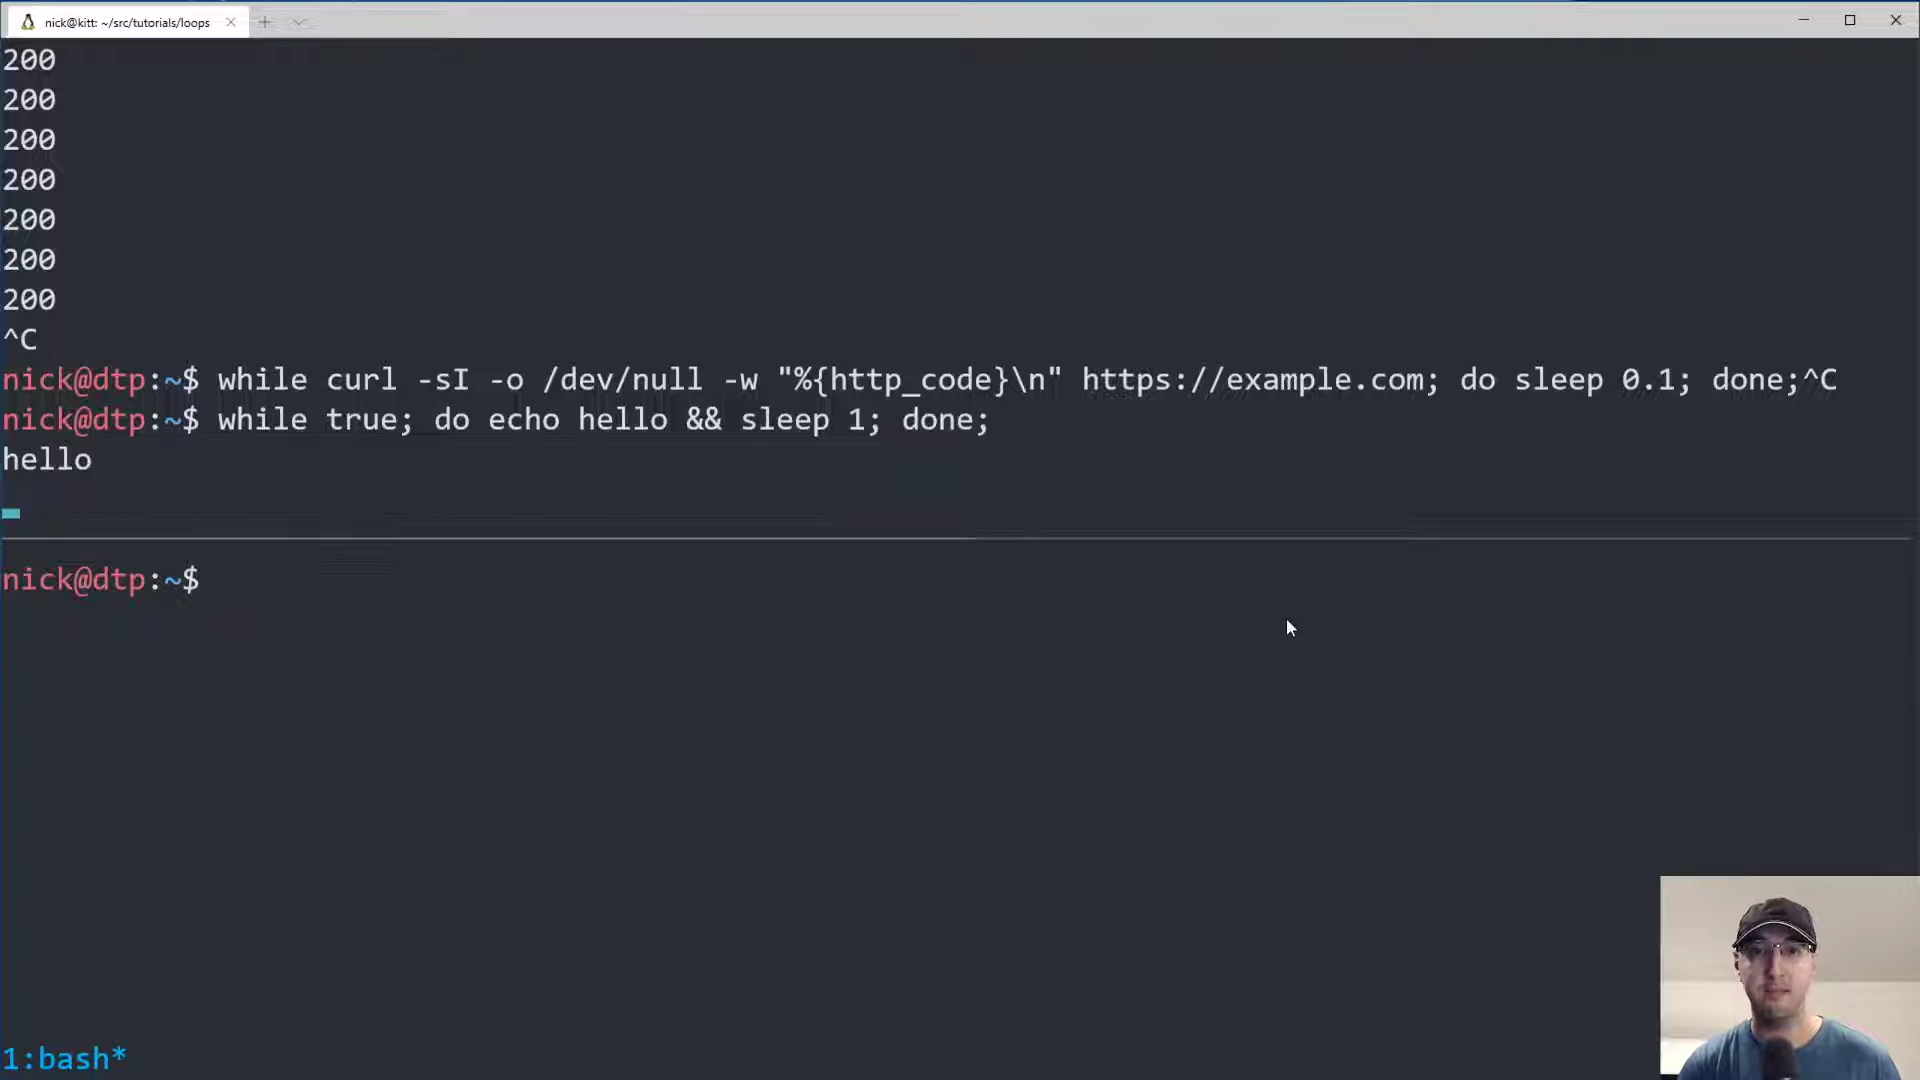 nick@kitt: ~/src/tutorials/loops
200
200
200
200
200
200
200
^C
nick@dtp:~$ while curl -sI -o /dev/null -w "%{http_code}\n" https://example.com; do sleep 0.1; done;^C
nick@dtp:~$ while true; do echo hello && sleep 1; done;
hello
nick@dtp:~$
1:bash*